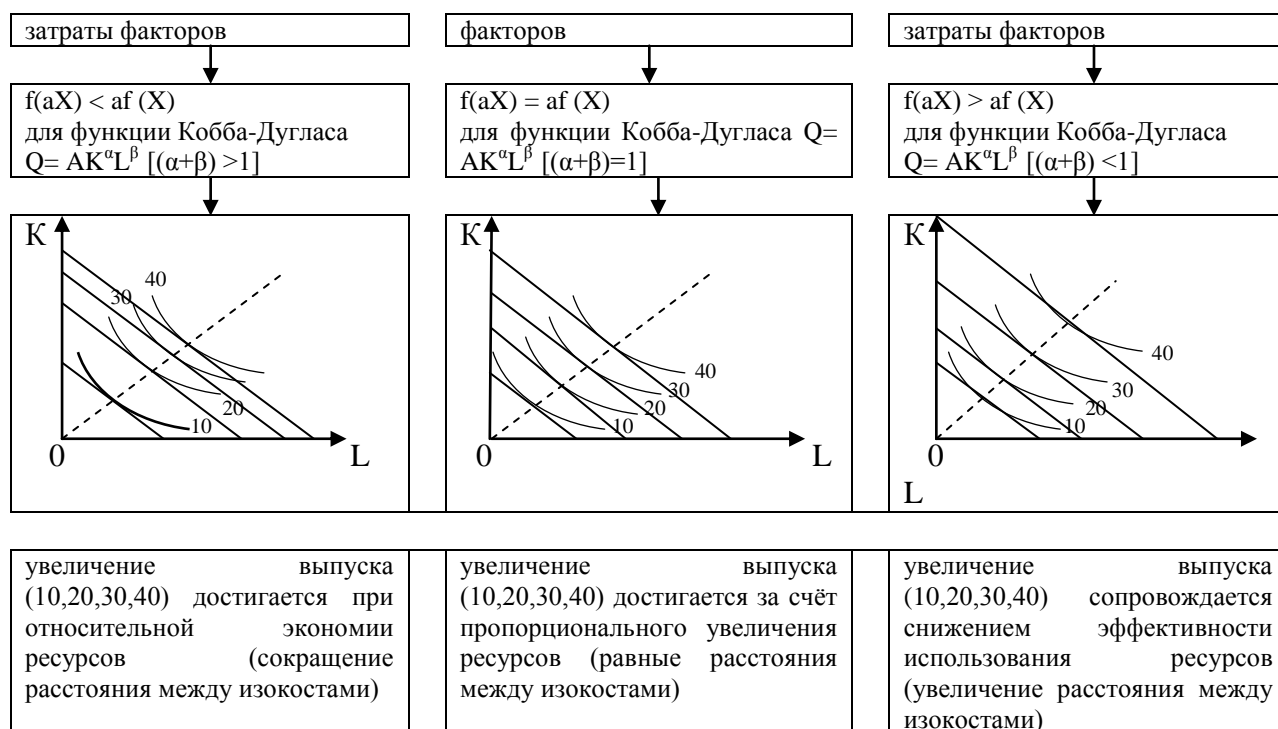 затраты факторов
факторов
затраты факторов
f(aX) < af (X)
для функции Кобба-Дугласа
Q= AK^αL^β [(α+β) >1]
f(aX) = af (X)
для функции Кобба-Дугласа Q=
AK^αL^β [(α+β)=1]
f(aX) > af (X)
для функции Кобба-Дугласа
Q= AK^αL^β [(α+β) <1]
К
40
30
20
10
0
L
К
40
30
20
10
0
L
К
40
30
20
10
0
L
увеличение выпуска
(10,20,30,40) достигается при
относительной экономии
ресурсов (сокращение
расстояния между изокостами)
увеличение выпуска
(10,20,30,40) достигается за счёт
пропорционального увеличения
ресурсов (равные расстояния
между изокостами)
увеличение выпуска
(10,20,30,40) сопровождается
снижением эффективности
использования ресурсов
(увеличение расстояния между
изокостами)